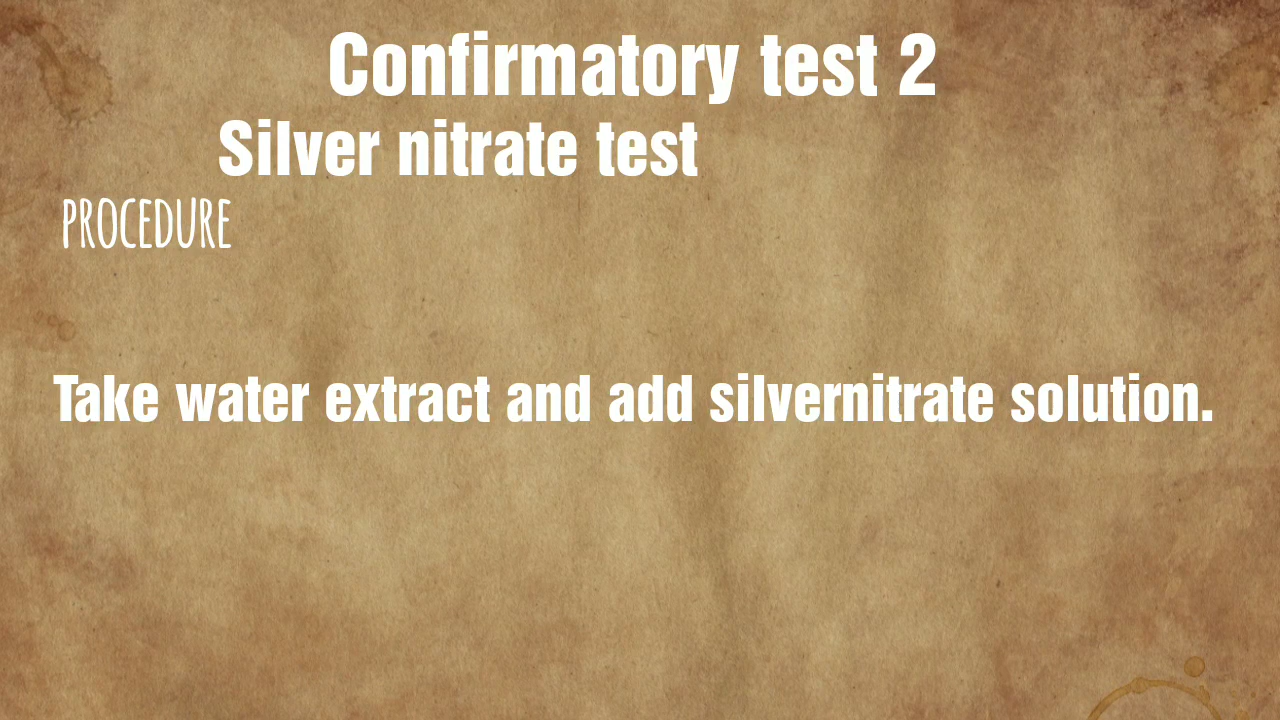 Confirmatory test 2
Silver nitrate test
PROCEDURE
Take water extract and add silvernitrate solution.